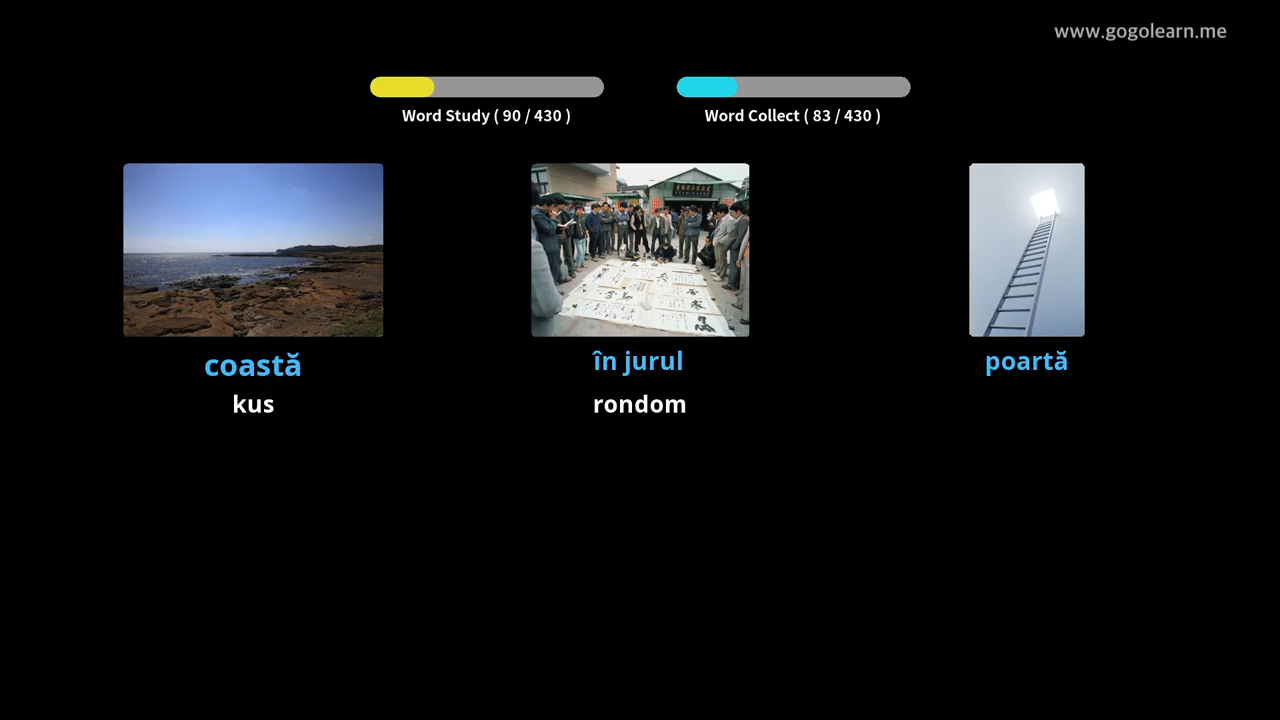 www.gogolearn.me
Word Study ( 90 / 430 )
Word Collect ( 83 / 430 )
coastă
în jurul
poartă
kus
rondom